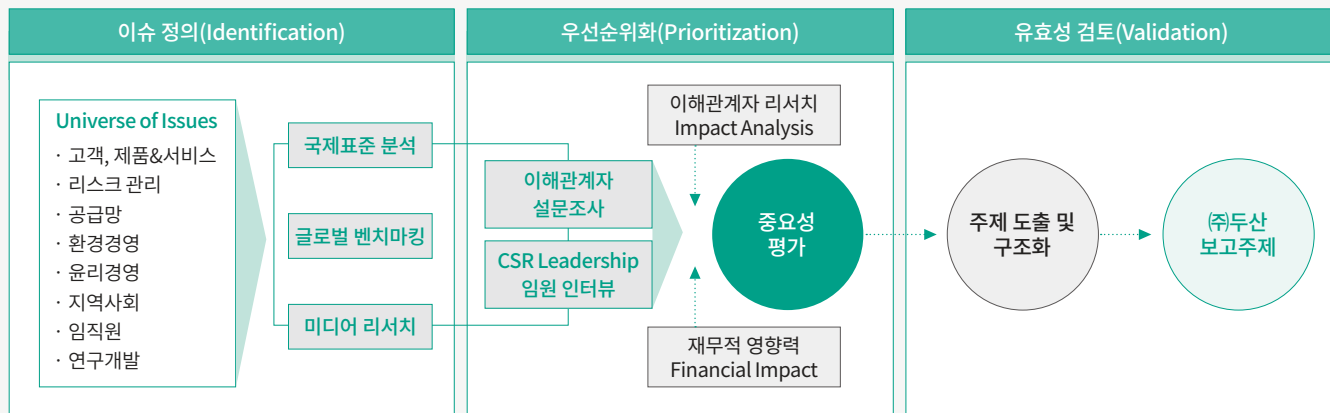 이슈 정의(Identification)
Universe of Issues
· 고객, 제품&서비스
· 리스크 관리
· 공급망
· 환경경영
· 윤리경영
· 지역사회
· 임직원
· 연구개발
국제표준 분석
글로벌 벤치마킹
미디어 리서치
우선순위화(Prioritization)
이해관계자
설문조사
CSR Leadership
임원 인터뷰
이해관계자 리서치
Impact Analysis
중요성
평가
재무적 영향력
Financial Impact
유효성 검토(Validation)
주제 도출 및
구조화
㈜두산
보고주제